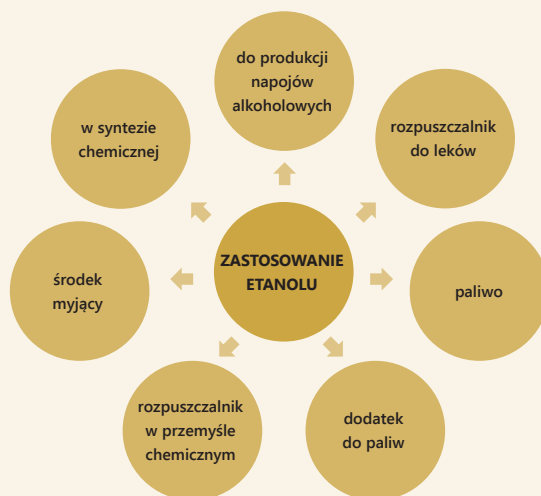 do produkcji
napojów
alkoholowych
w syntezie
chemicznej
rozpuszczalnik
do leków
ZASTOSOWANIE
ETANOLU
środek
myjący
paliwo
rozpuszczalnik
w przemyśle
chemicznym
dodatek
do paliw